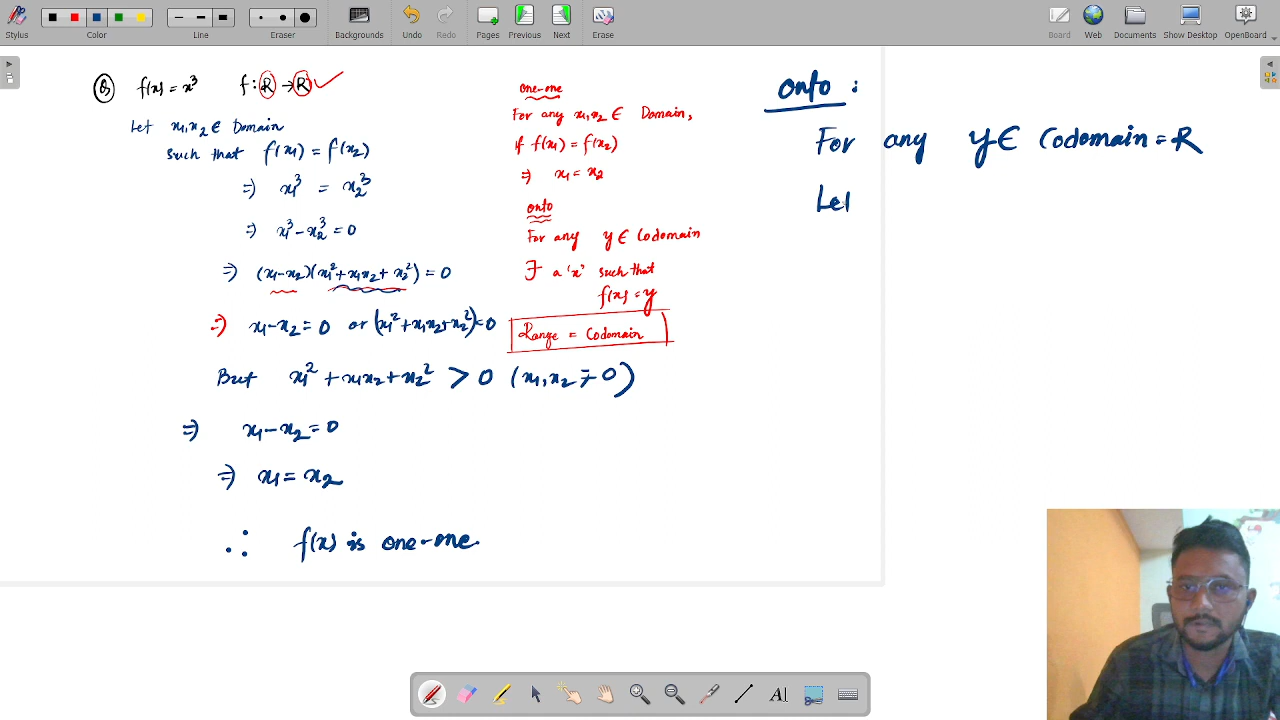 Stylus
Color
Line
Eraser
Backgrounds
Undo
Redo
Pages
Previous
Next
Erase
Board
Web
Documents
Show Desktop
OpenBoard
Q f(x) = x³ f : R → R ✓
Let x₁, x₂ ∈ Domain
such that f(x₁) = f(x₂)
⇒ x₁³ = x₂³
⇒ x₁³ - x₂³ = 0
⇒ (x₁-x₂)(x₁²+x₁x₂+x₂²) = 0
⇒ x₁-x₂ = 0 or (x₁²+x₁x₂+x₂²) = 0
But x₁² + x₁x₂ + x₂² > 0 (x₁, x₂ ≠ 0)
⇒ x₁ - x₂ = 0
⇒ x₁ = x₂
∴ f(x) is one-one.
one-one
For any x₁, x₂ ∈ Domain,
if f(x₁) = f(x₂)
⇒ x₁ = x₂
onto
For any y ∈ Codomain
∃ a 'x' such that
f(x) = y
Range = Codomain
onto :
For any y ∈ Codomain = R
Let
AI